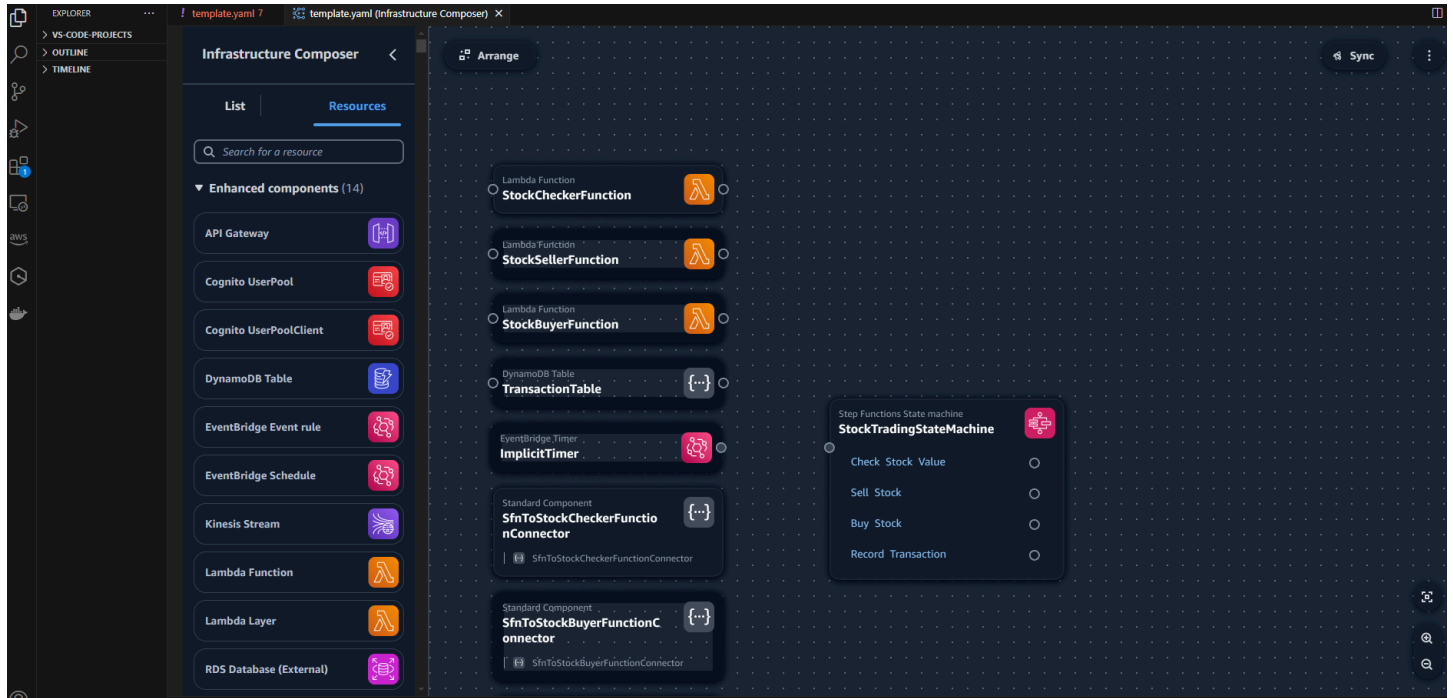 EXPLORER
template.yaml 7
template.yaml (Infrastructure Composer)
VS-CODE-PROJECTS
OUTLINE
TIMELINE
1
aws
Infrastructure Composer
List
Resources
Search for a resource
Enhanced components (14)
API Gateway
Cognito UserPool
Cognito UserPoolClient
DynamoDB Table
EventBridge Event rule
EventBridge Schedule
Kinesis Stream
Lambda Function
Lambda Layer
RDS Database (External)
Arrange
Sync
Lambda Function
StockCheckerFunction
Lambda Function
StockSellerFunction
Lambda Function
StockBuyerFunction
DynamoDB Table
TransactionTable
EventBridge Timer
ImplicitTimer
Standard Component
SfnToStockCheckerFunctio
nConnector
SfnToStockCheckerFunctionConnector
Standard Component
SfnToStockBuyerFunctionC
onnector
SfnToStockBuyerFunctionConnector
Step Functions State machine
StockTradingStateMachine
Check Stock Value
Sell Stock
Buy Stock
Record Transaction